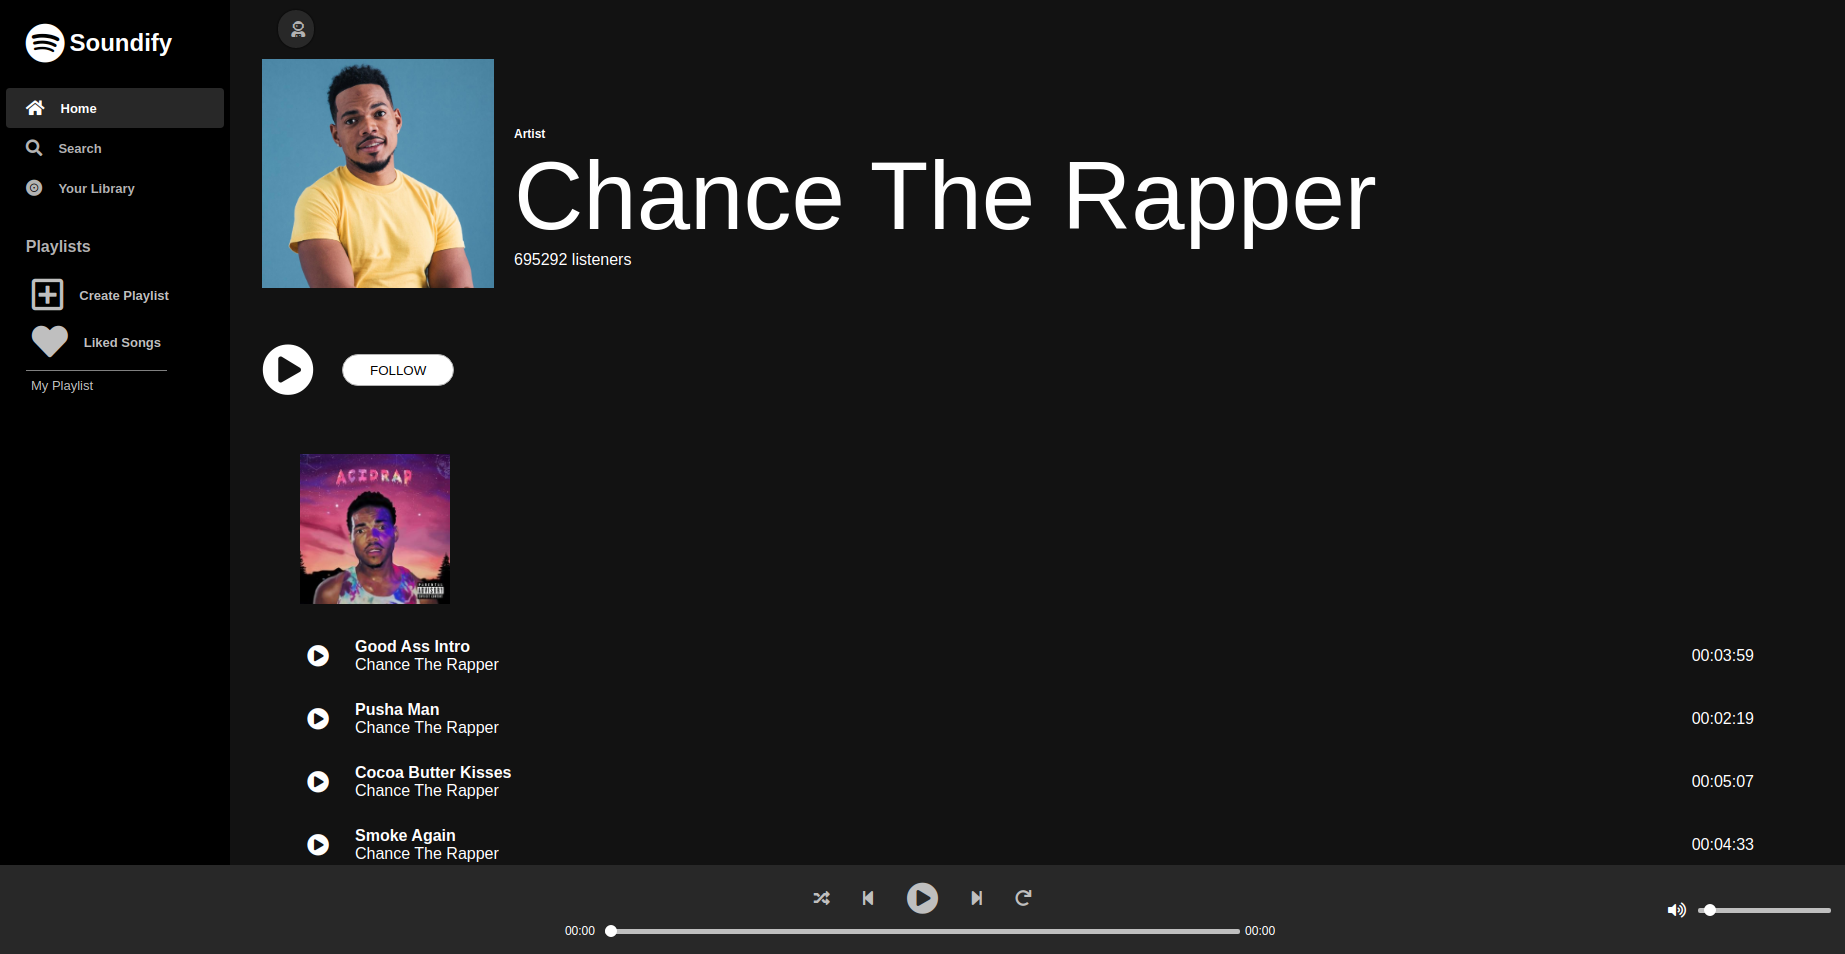 Soundify
Home
Search
Your Library
Playlists
Create Playlist
Liked Songs
My Playlist
Artist
Chance The Rapper
695292 listeners
FOLLOW
ACIDRAP
PARENTAL
ADVISORY
Good Ass Intro
Chance The Rapper
00:03:59
Pusha Man
Chance The Rapper
00:02:19
Cocoa Butter Kisses
Chance The Rapper
00:05:07
Smoke Again
Chance The Rapper
00:04:33
00:00
00:00